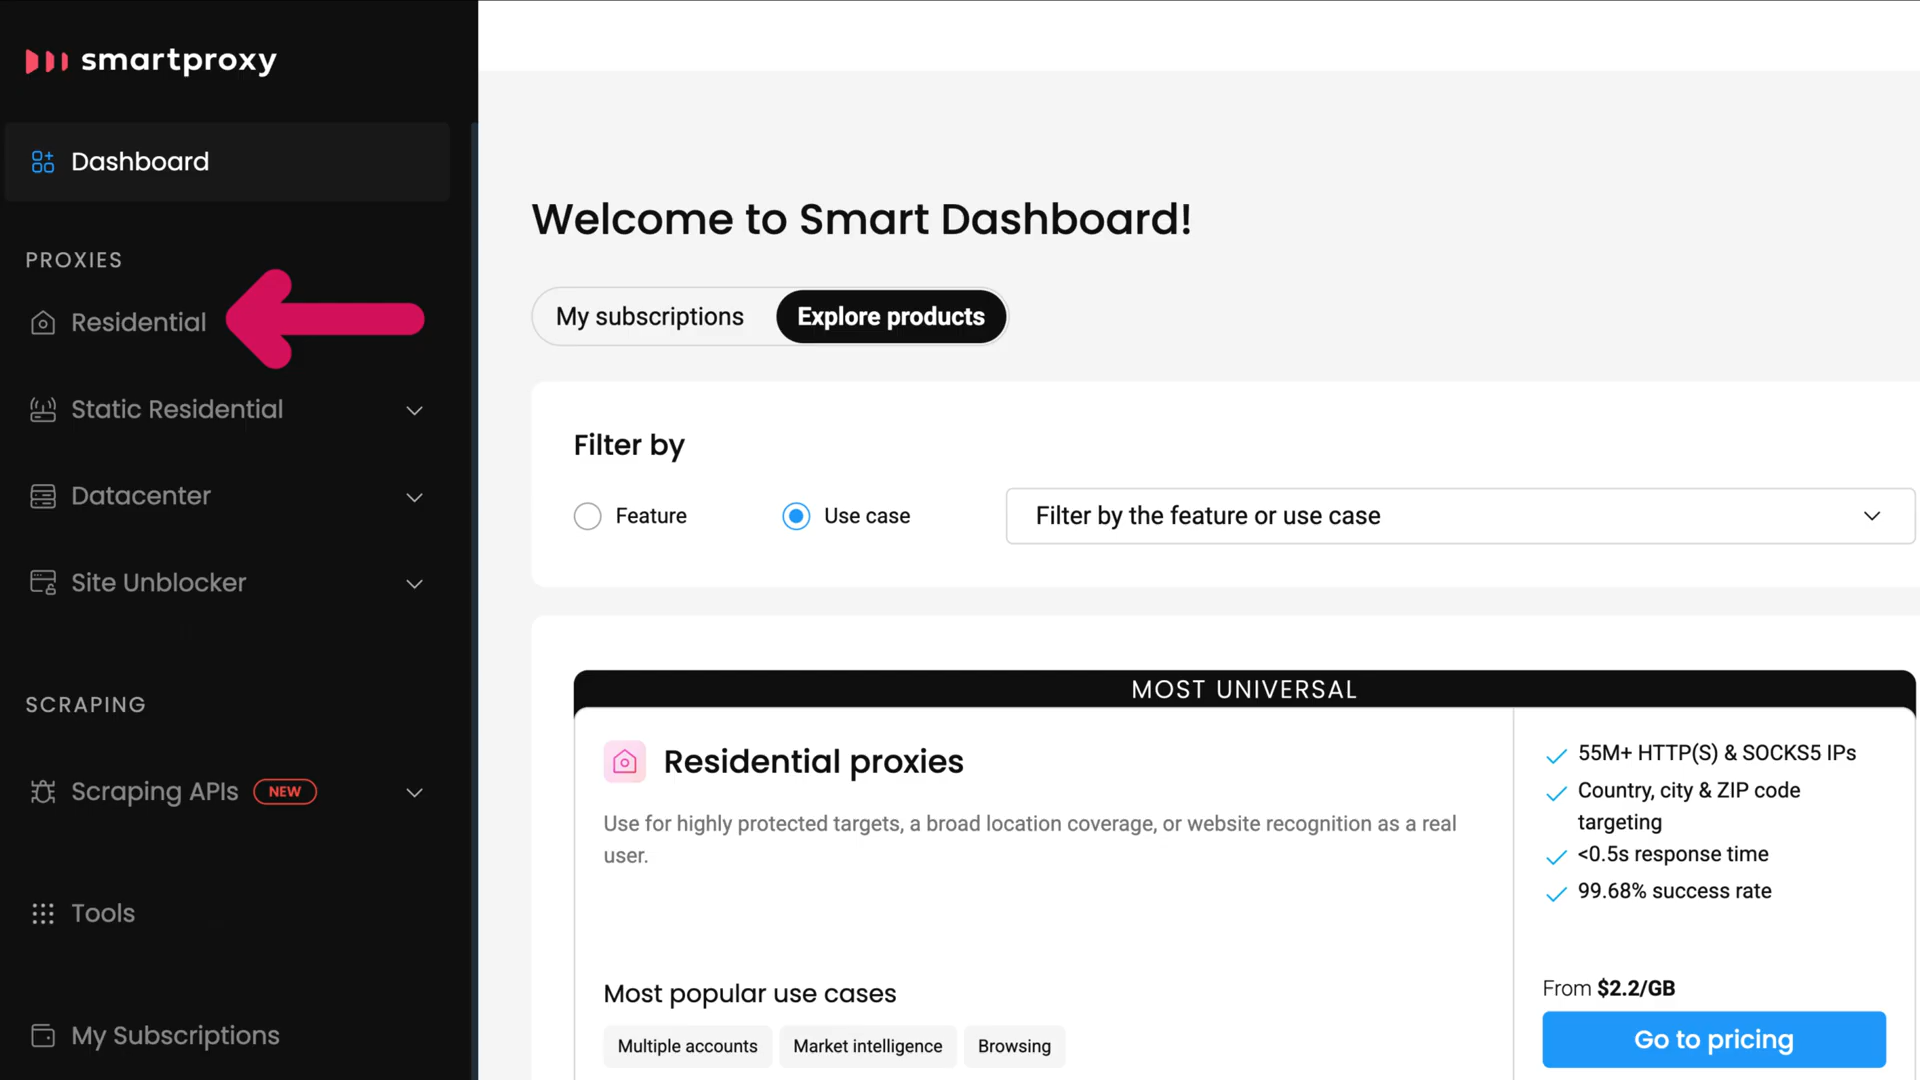 smartproxy
Dashboard
PROXIES
Residential
Static Residential
Datacenter
Site Unblocker
SCRAPING
Scraping APIs NEW
Tools
My Subscriptions
Welcome to Smart Dashboard!
My subscriptions Explore products
Filter by
Feature Use case Filter by the feature or use case
MOST UNIVERSAL
Residential proxies
Use for highly protected targets, a broad location coverage, or website recognition as a real
user.
Most popular use cases
Multiple accounts Market intelligence Browsing
55M+ HTTP(S) & SOCKS5 IPs
Country, city & ZIP code
targeting
<0.5s response time
99.68% success rate
From $2.2/GB
Go to pricing